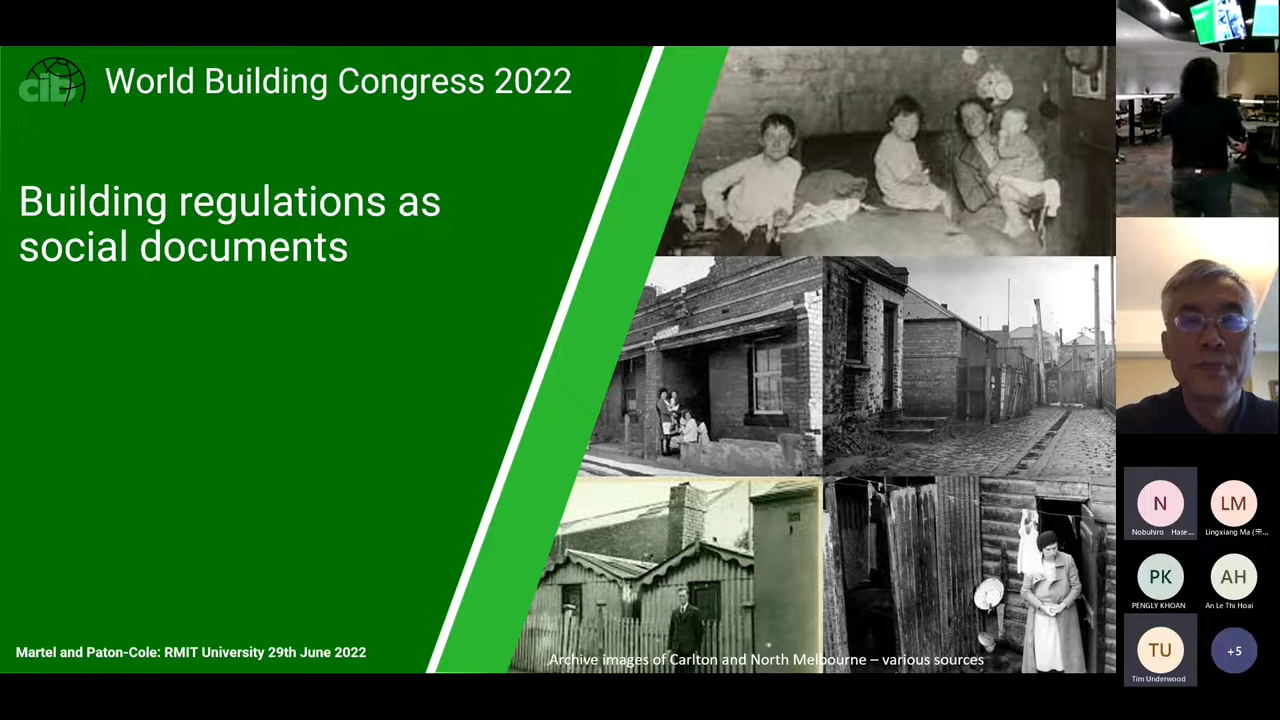 cib World Building Congress 2022
Building regulations as
social documents
Martel and Paton-Cole: RMIT University 29th June 2022
Archive images of Carlton and North Melbourne – various sources
N
Nobuhiro Hase...
LM
Lingxiang Ma (...
PK
PENGLY KHOAN
AH
An Le Thi Hoai
TU
Tim Underwood
+5